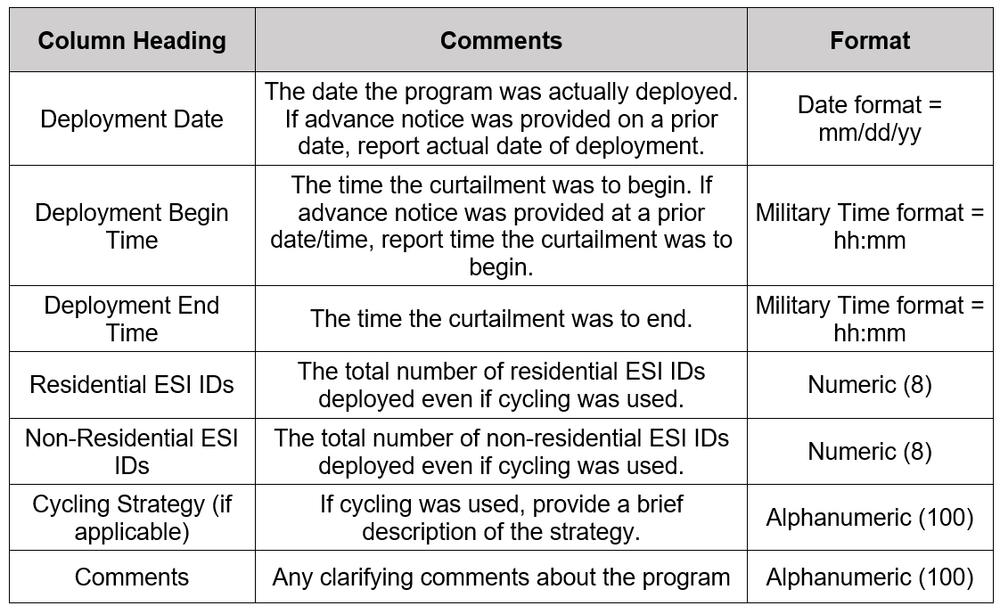 Column Heading
Comments
Format
Deployment Date
The date the program was actually deployed.
If advance notice was provided on a prior
date, report actual date of deployment.
Date format =
mm/dd/yy
Deployment Begin
Time
The time the curtailment was to begin. If
advance notice was provided at a prior
date/time, report time the curtailment was to
begin.
Military Time format =
hh:mm
Deployment End
Time
The time the curtailment was to end.
Military Time format =
hh:mm
Residential ESI IDs
The total number of residential ESI IDs
deployed even if cycling was used.
Numeric (8)
Non-Residential ESI
IDs
The total number of non-residential ESI IDs
deployed even if cycling was used.
Numeric (8)
Cycling Strategy (if
applicable)
If cycling was used, provide a brief
description of the strategy.
Alphanumeric (100)
Comments
Any clarifying comments about the program
Alphanumeric (100)